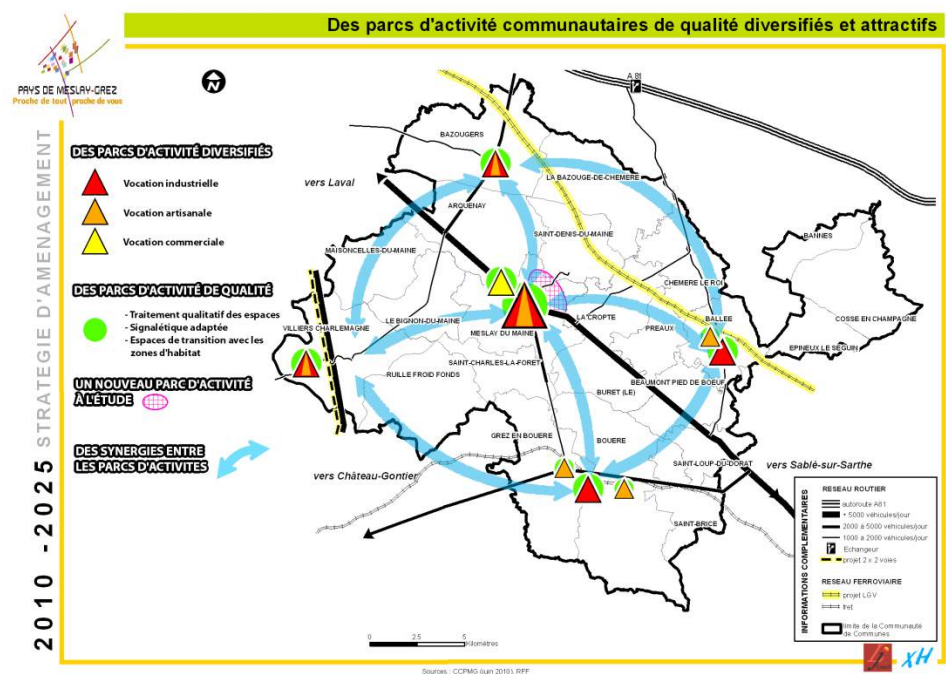 Des parcs d'activité communautaires de qualité diversifiés et attractifs
PAYS DE MESLAY-GREZ
Proche de tout proche de vous
2010 - 2025 STRATEGIE D'AMENAGEMENT
N
DES PARCS D'ACTIVITÉ DIVERSIFIÉS
Vocation industrielle
Vocation artisanale
Vocation commerciale
DES PARCS D'ACTIVITÉ DE QUALITÉ
- Traitement qualitatif des espaces
- Signalétique adaptée
- Espaces de transition avec les
zones d'habitat
UN NOUVEAU PARC D'ACTIVITÉ
À L'ÉTUDE
DES SYNERGIES ENTRE
LES PARCS D'ACTIVITES
A 81
BAZOUGERS
vers Laval
LA BAZOUGE-DE-CHEMERE
ARQUENAY
SAINT-DENIS-DU-MAINE
BANNES
MAISONCELLES-DU-MAINE
CHEMERE LE ROI
COSSE EN CHAMPAGNE
LA CROPTE
BALLEE
LE BIGNON-DU-MAINE
VILLIERS CHARLEMAGNE
PREAUX
MESLAY DU MAINE
EPINEUX LE SEGUIN
SAINT-CHARLES-LA-FORET
RUILLE FROID FONDS
BEAUMONT PIED DE BOEUF
BURET (LE)
GREZ EN BOUERE
BOUERE
SAINT-LOUP-DU-DORAT
vers Sablé-sur-Sarthe
vers Château-Gontier
SAINT-BRICE
INFORMATIONS COMPLEMENTAIRES
RESEAU ROUTIER
autoroute A81
+ 5000 véhicules/jour
2000 à 5000 véhicules/jour
1000 à 2000 véhicules/jour
Echangeur
projet 2 x 2 voies
RESEAU FERROVIAIRE
projet LGV
fret
limite de la Communauté
de Communes
0 2.5 5
Kilomètres
Sources : CCPMG (juin 2010), RFF
XH